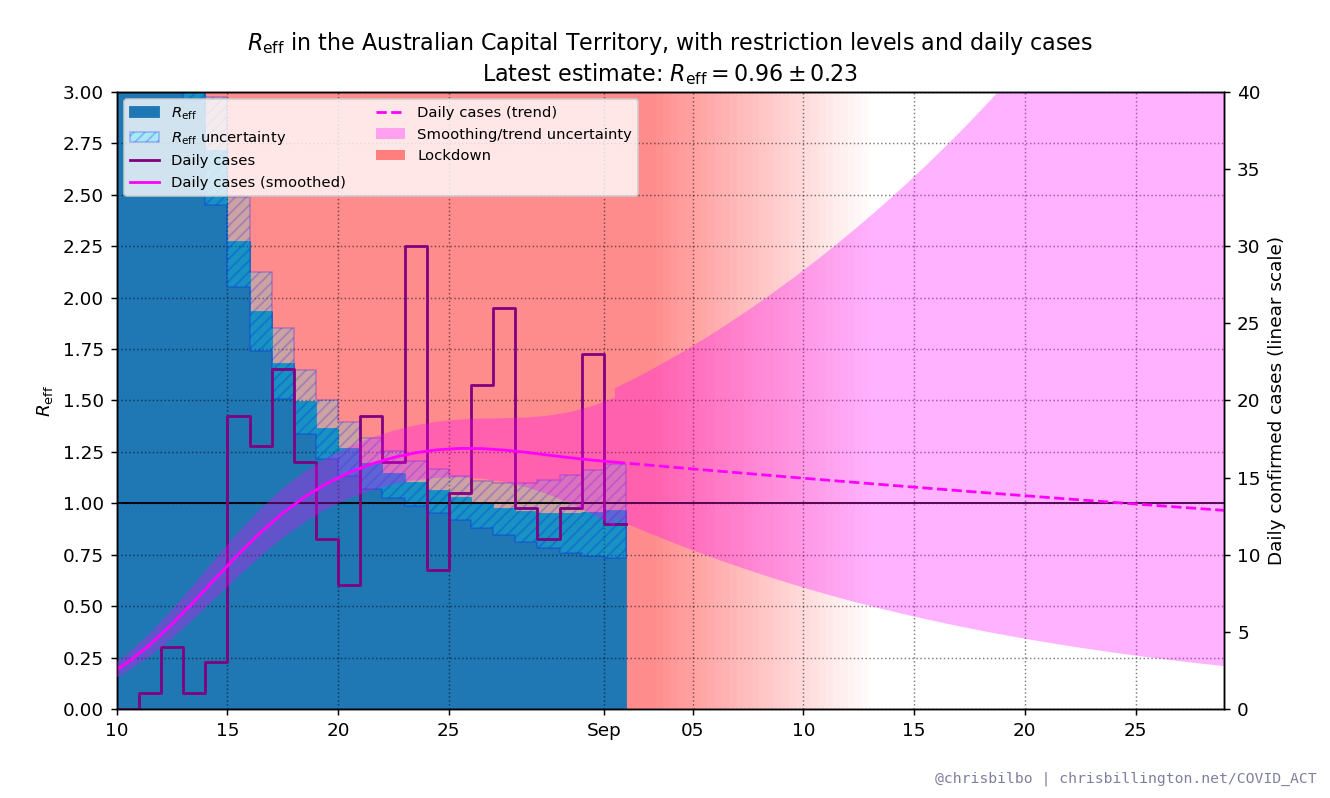 R_eff in the Australian Capital Territory, with restriction levels and daily cases
Latest estimate: R_eff = 0.96 ± 0.23
R_eff
R_eff uncertainty
Daily cases
Daily cases (smoothed)
Daily cases (trend)
Smoothing/trend uncertainty
Lockdown
3.00
2.75
2.50
2.25
2.00
1.75
1.50
1.25
1.00
0.75
0.50
0.25
0.00
R_eff
40
35
30
25
20
15
10
5
0
Daily confirmed cases (linear scale)
10 15 20 25 Sep 05 10 15 20 25
@chrisbilbo | chrisbillington.net/COVID_ACT